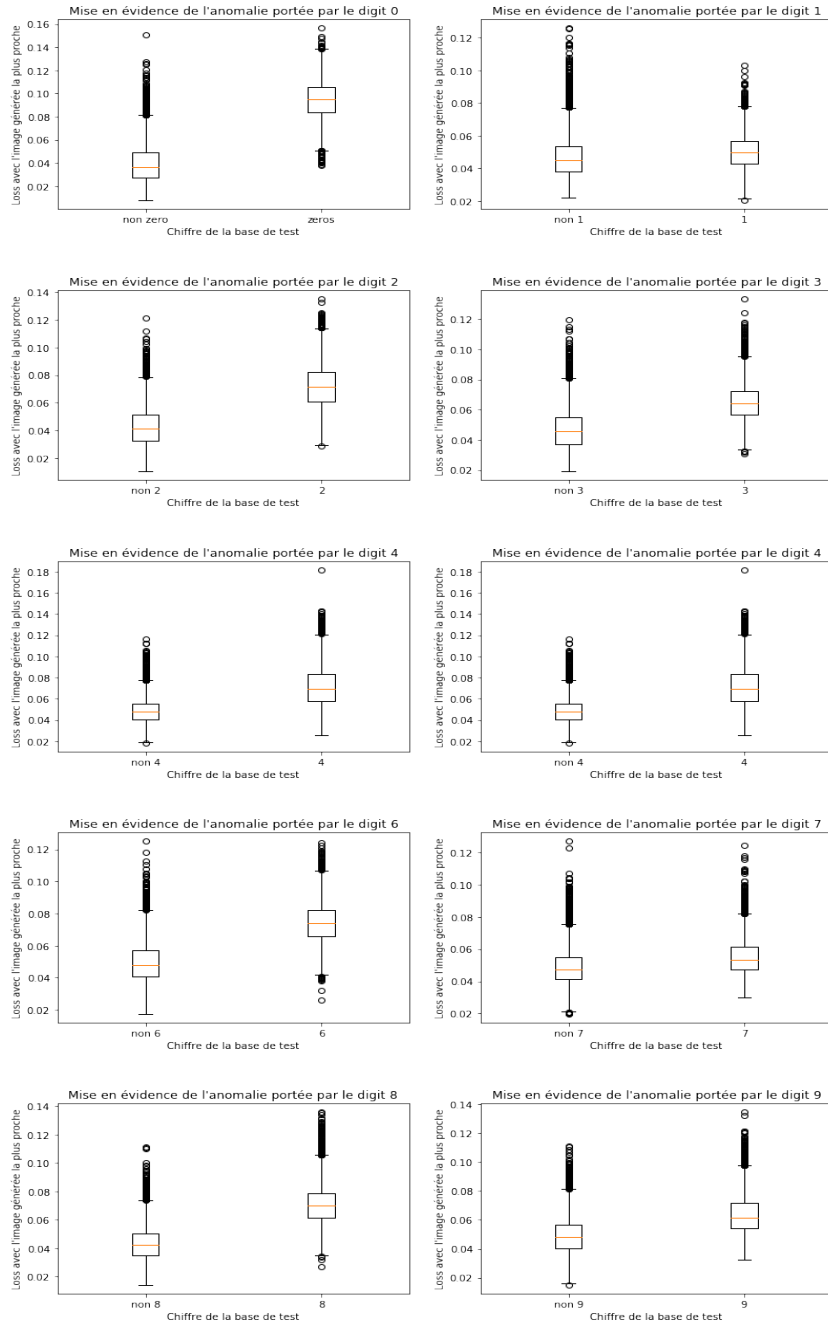 Mise en évidence de l'anomalie portée par le digit 0
Loss avec l'image générée la plus proche
0.16
0.14
0.12
0.10
0.08
0.06
0.04
0.02
non zero
zeros
Chiffre de la base de test
Mise en évidence de l'anomalie portée par le digit 1
Loss avec l'image générée la plus proche
0.12
0.10
0.08
0.06
0.04
0.02
non 1
1
Chiffre de la base de test
Mise en évidence de l'anomalie portée par le digit 2
Loss avec l'image générée la plus proche
0.14
0.12
0.10
0.08
0.06
0.04
0.02
non 2
2
Chiffre de la base de test
Mise en évidence de l'anomalie portée par le digit 3
Loss avec l'image générée la plus proche
0.12
0.10
0.08
0.06
0.04
0.02
non 3
3
Chiffre de la base de test
Mise en évidence de l'anomalie portée par le digit 4
Loss avec l'image générée la plus proche
0.18
0.16
0.14
0.12
0.10
0.08
0.06
0.04
0.02
non 4
4
Chiffre de la base de test
Mise en évidence de l'anomalie portée par le digit 4
Loss avec l'image générée la plus proche
0.18
0.16
0.14
0.12
0.10
0.08
0.06
0.04
0.02
non 4
4
Chiffre de la base de test
Mise en évidence de l'anomalie portée par le digit 6
Loss avec l'image générée la plus proche
0.12
0.10
0.08
0.06
0.04
0.02
non 6
6
Chiffre de la base de test
Mise en évidence de l'anomalie portée par le digit 7
Loss avec l'image générée la plus proche
0.12
0.10
0.08
0.06
0.04
0.02
non 7
7
Chiffre de la base de test
Mise en évidence de l'anomalie portée par le digit 8
Loss avec l'image générée la plus proche
0.14
0.12
0.10
0.08
0.06
0.04
0.02
non 8
8
Chiffre de la base de test
Mise en évidence de l'anomalie portée par le digit 9
Loss avec l'image générée la plus proche
0.14
0.12
0.10
0.08
0.06
0.04
0.02
non 9
9
Chiffre de la base de test